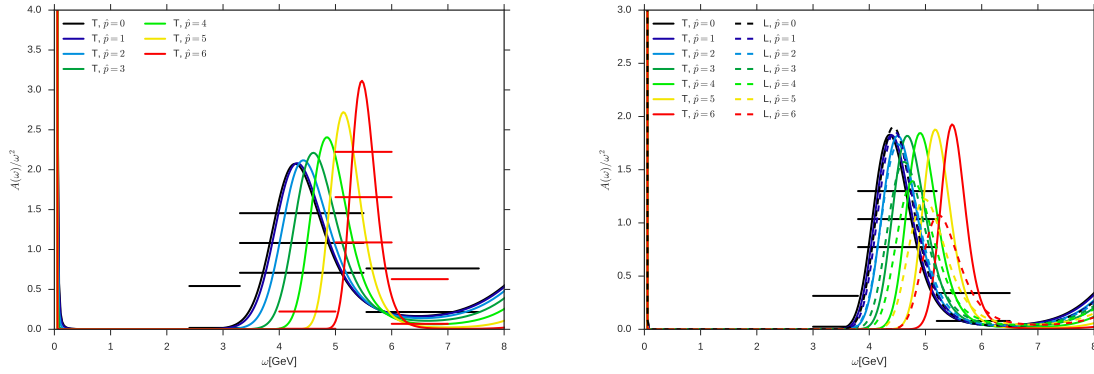 4.0
3.5
3.0
2.5
2.0
1.5
1.0
0.5
0.0
A(ω)/ω²
T, p̂ = 0
T, p̂ = 1
T, p̂ = 2
T, p̂ = 3
T, p̂ = 4
T, p̂ = 5
T, p̂ = 6
0 1 2 3 4 5 6 7 8
ω[GeV]
3.0
2.5
2.0
1.5
1.0
0.5
0.0
A(ω)/ω²
T, p̂ = 0
T, p̂ = 1
T, p̂ = 2
T, p̂ = 3
T, p̂ = 4
T, p̂ = 5
T, p̂ = 6
L, p̂ = 0
L, p̂ = 1
L, p̂ = 2
L, p̂ = 3
L, p̂ = 4
L, p̂ = 5
L, p̂ = 6
0 1 2 3 4 5 6 7 8
ω[GeV]